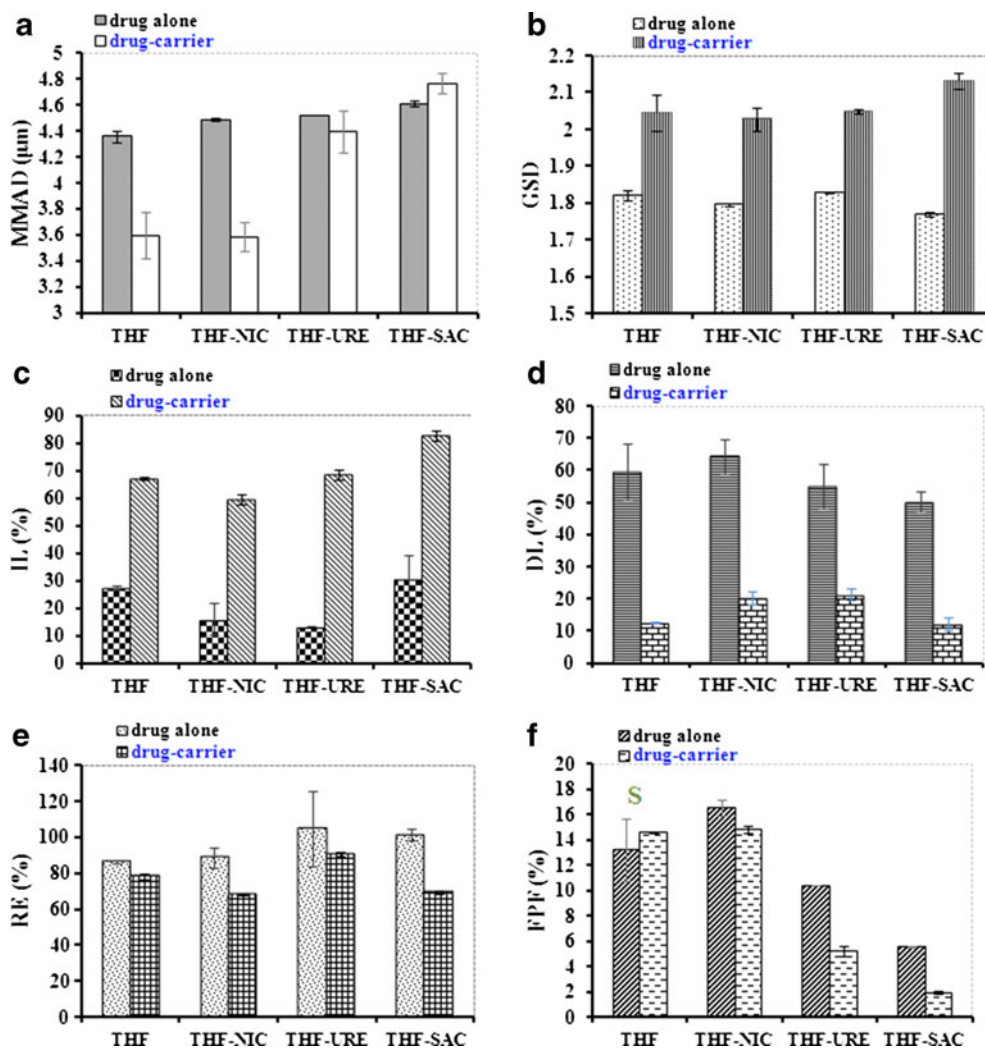 a
drug alone
drug-carrier
MMAD (µm)
5
4.8
4.6
4.4
4.2
4
3.8
3.6
3.4
3.2
3
THF THF-NIC THF-URE THF-SAC
b
drug alone
drug-carrier
GSD
2.2
2.1
2
1.9
1.8
1.7
1.6
1.5
THF THF-NIC THF-URE THF-SAC
c
drug alone
drug-carrier
IL (%)
90
80
70
60
50
40
30
20
10
0
THF THF-NIC THF-URE THF-SAC
d
drug alone
drug-carrier
DL (%)
80
70
60
50
40
30
20
10
0
THF THF-NIC THF-URE THF-SAC
e
drug alone
drug-carrier
RE (%)
140
120
100
80
60
40
20
0
THF THF-NIC THF-URE THF-SAC
f
drug alone
drug-carrier
FPF (%)
20
18
16
14
12
10
8
6
4
2
0
S
THF THF-NIC THF-URE THF-SAC